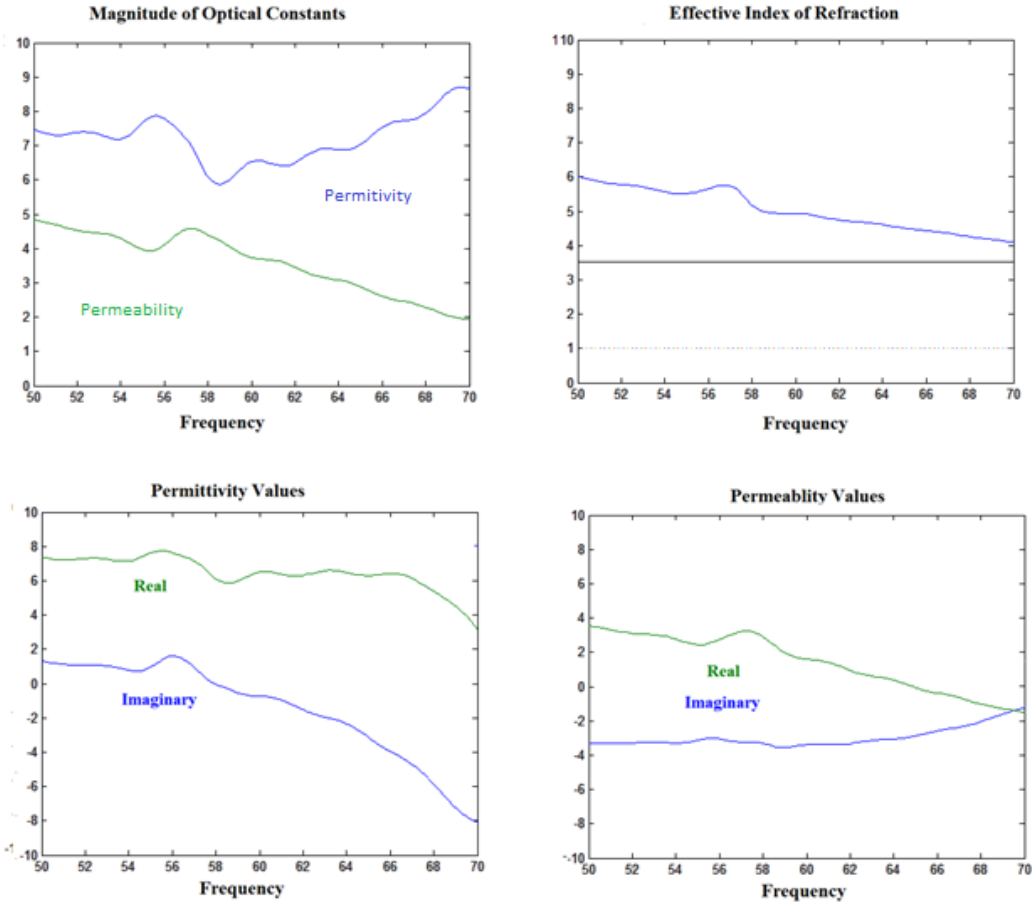 Magnitude of Optical Constants
10
9
8
7
6
5
4
3
2
1
0
Permitivity
Permeability
50 52 54 56 58 60 62 64 66 68 70
Frequency
Effective Index of Refraction
110
9
8
7
6
5
4
3
2
1
0
50 52 54 56 58 60 62 64 66 68 70
Frequency
Permittivity Values
10
8
6
4
2
0
-2
-4
-6
-8
-10
Real
Imaginary
50 52 54 56 58 60 62 64 66 68 70
Frequency
Permeablity Values
10
8
6
4
2
0
-2
-4
-6
-8
-10
Real
Imaginary
50 52 54 56 58 60 62 64 66 68 70
Frequency